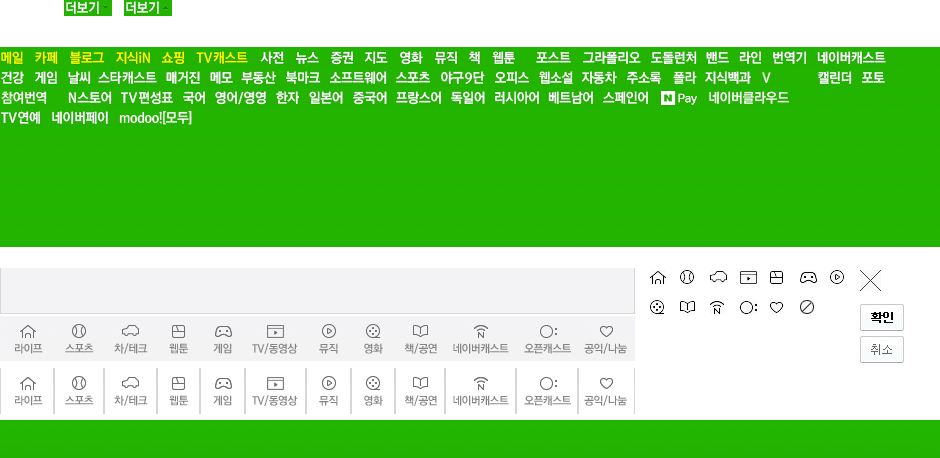 더보기 더보기
메일 카페 블로그 지식iN 쇼핑 TV캐스트 사전 뉴스 증권 지도 영화 뮤직 책 웹툰 포스트 그라폴리오 도돌런처 밴드 라인 번역기 네이버캐스트
건강 게임 날씨 스타캐스트 매거진 메모 부동산 북마크 소프트웨어 스포츠 야구9단 오피스 웹소설 자동차 주소록 폴라 지식백과 V 캘린더 포토
참여번역 N스토어 TV편성표 국어 영어/영영 한자 일본어 중국어 프랑스어 독일어 러시아어 베트남어 스페인어 N Pay 네이버클라우드
TV연예 네이버페이 modoo![모두]
라이프 스포츠 차/테크 웹툰 게임 TV/동영상 뮤직 영화 책/공연 네이버캐스트 오픈캐스트 공익/나눔
확인
취소
라이프 스포츠 차/테크 웹툰 게임 TV/동영상 뮤직 영화 책/공연 네이버캐스트 오픈캐스트 공익/나눔